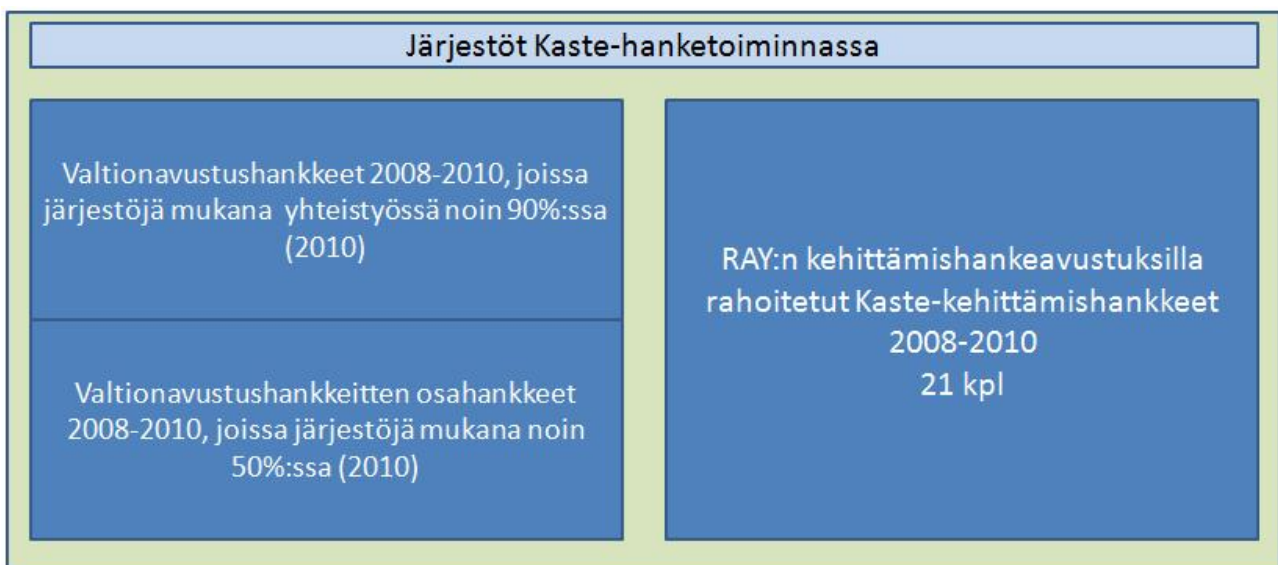 Järjestöt Kaste-hanketoiminnassa
Valtionavustushankkeet 2008-2010, joissa
järjestöjä mukana yhteistyössä noin 90%:ssa
(2010)
Valtionavustushankkeitten osahankkeet
2008-2010, joissa järjestöjä mukana noin
50%:ssa (2010)
RAY:n kehittämishankeavustuksilla
rahoitetut Kaste-kehittämishankkeet
2008-2010
21 kpl